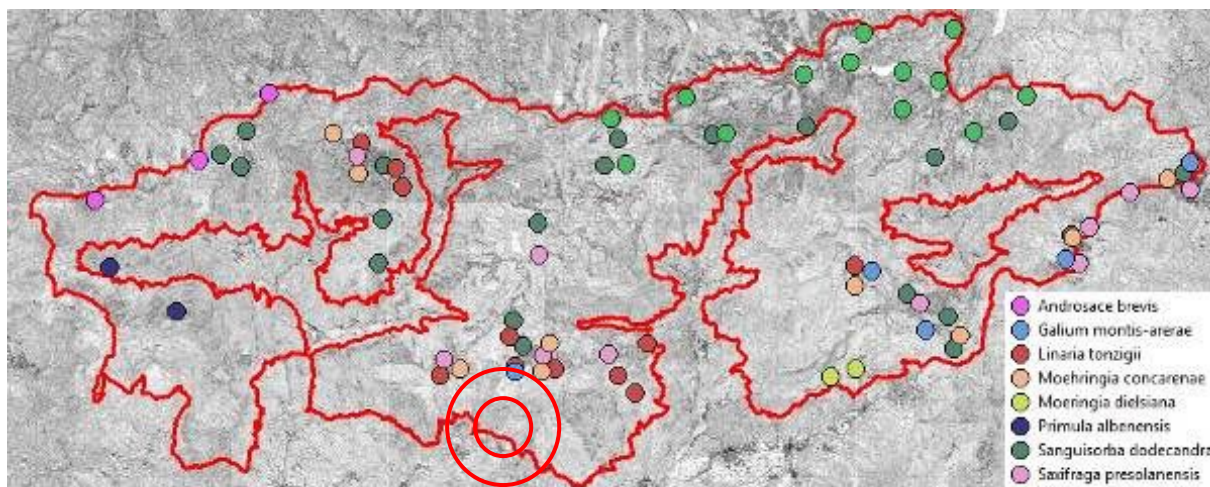 Androsace brevis
Galium montis-arerae
Linaria tonzigii
Moehringia concarenae
Moeringia dielsiana
Primula albenensis
Sanguisorba dodecandra
Saxifraga presolanensis